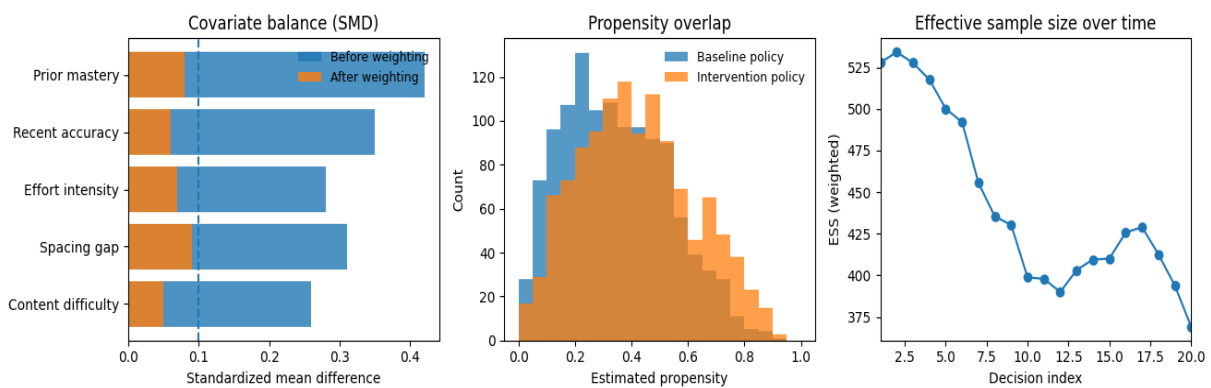 Covariate balance (SMD)
Prior mastery
Recent accuracy
Effort intensity
Spacing gap
Content difficulty
Before weighting
After weighting
0.0 0.1 0.2 0.3 0.4
Standardized mean difference
Propensity overlap
Count
120
100
80
60
40
20
0
Baseline policy
Intervention policy
0.0 0.2 0.4 0.6 0.8 1.0
Estimated propensity
Effective sample size over time
ESS (weighted)
525
500
475
450
425
400
375
2.5 5.0 7.5 10.0 12.5 15.0 17.5 20.0
Decision index